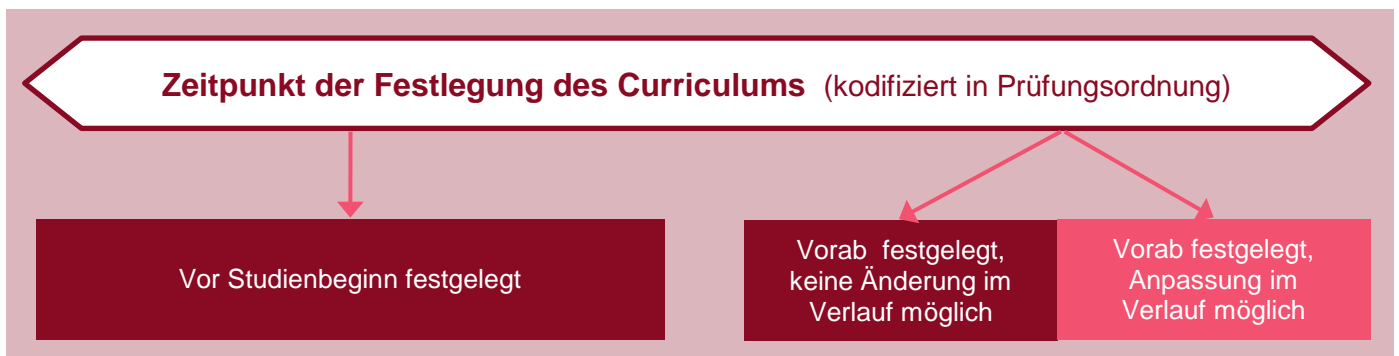 Zeitpunkt der Festlegung des Curriculums (kodifiziert in Prüfungsordnung)
Vor Studienbeginn festgelegt
Vorab festgelegt,
keine Änderung im
Verlauf möglich
Vorab festgelegt,
Anpassung im
Verlauf möglich